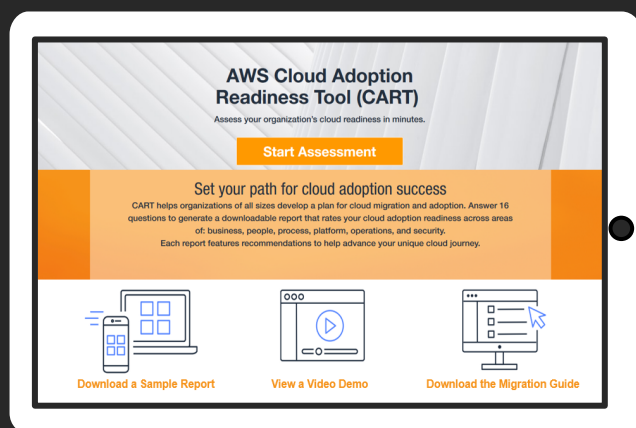 AWS Cloud Adoption
Readiness Tool (CART)
Assess your organization's cloud readiness in minutes.
Start Assessment
Set your path for cloud adoption success
CART helps organizations of all sizes develop a plan for cloud migration and adoption. Answer 16
questions to generate a downloadable report that rates your cloud adoption readiness across areas
of: business, people, process, platform, operations, and security.
Each report features recommendations to help advance your unique cloud journey.
Download a Sample Report
View a Video Demo
Download the Migration Guide